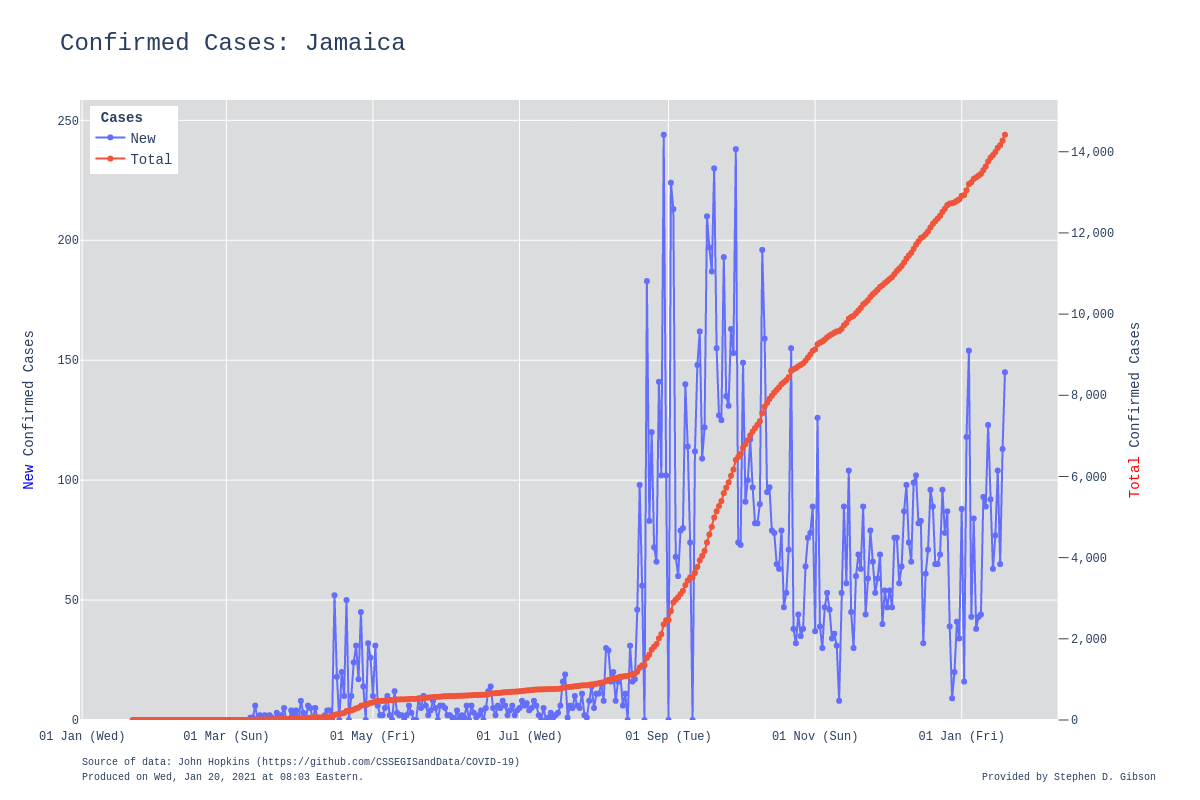 Confirmed Cases: Jamaica
Cases
New
Total
250
200
150
100
50
0
14,000
12,000
10,000
8,000
6,000
4,000
2,000
0
New Confirmed Cases
Total Confirmed Cases
01 Jan (Wed)
01 Mar (Sun)
01 May (Fri)
01 Jul (Wed)
01 Sep (Tue)
01 Nov (Sun)
01 Jan (Fri)
Source of data: John Hopkins (https://github.com/CSSEGISandData/COVID-19)
Produced on Wed, Jan 20, 2021 at 08:03 Eastern.
Provided by Stephen D. Gibson